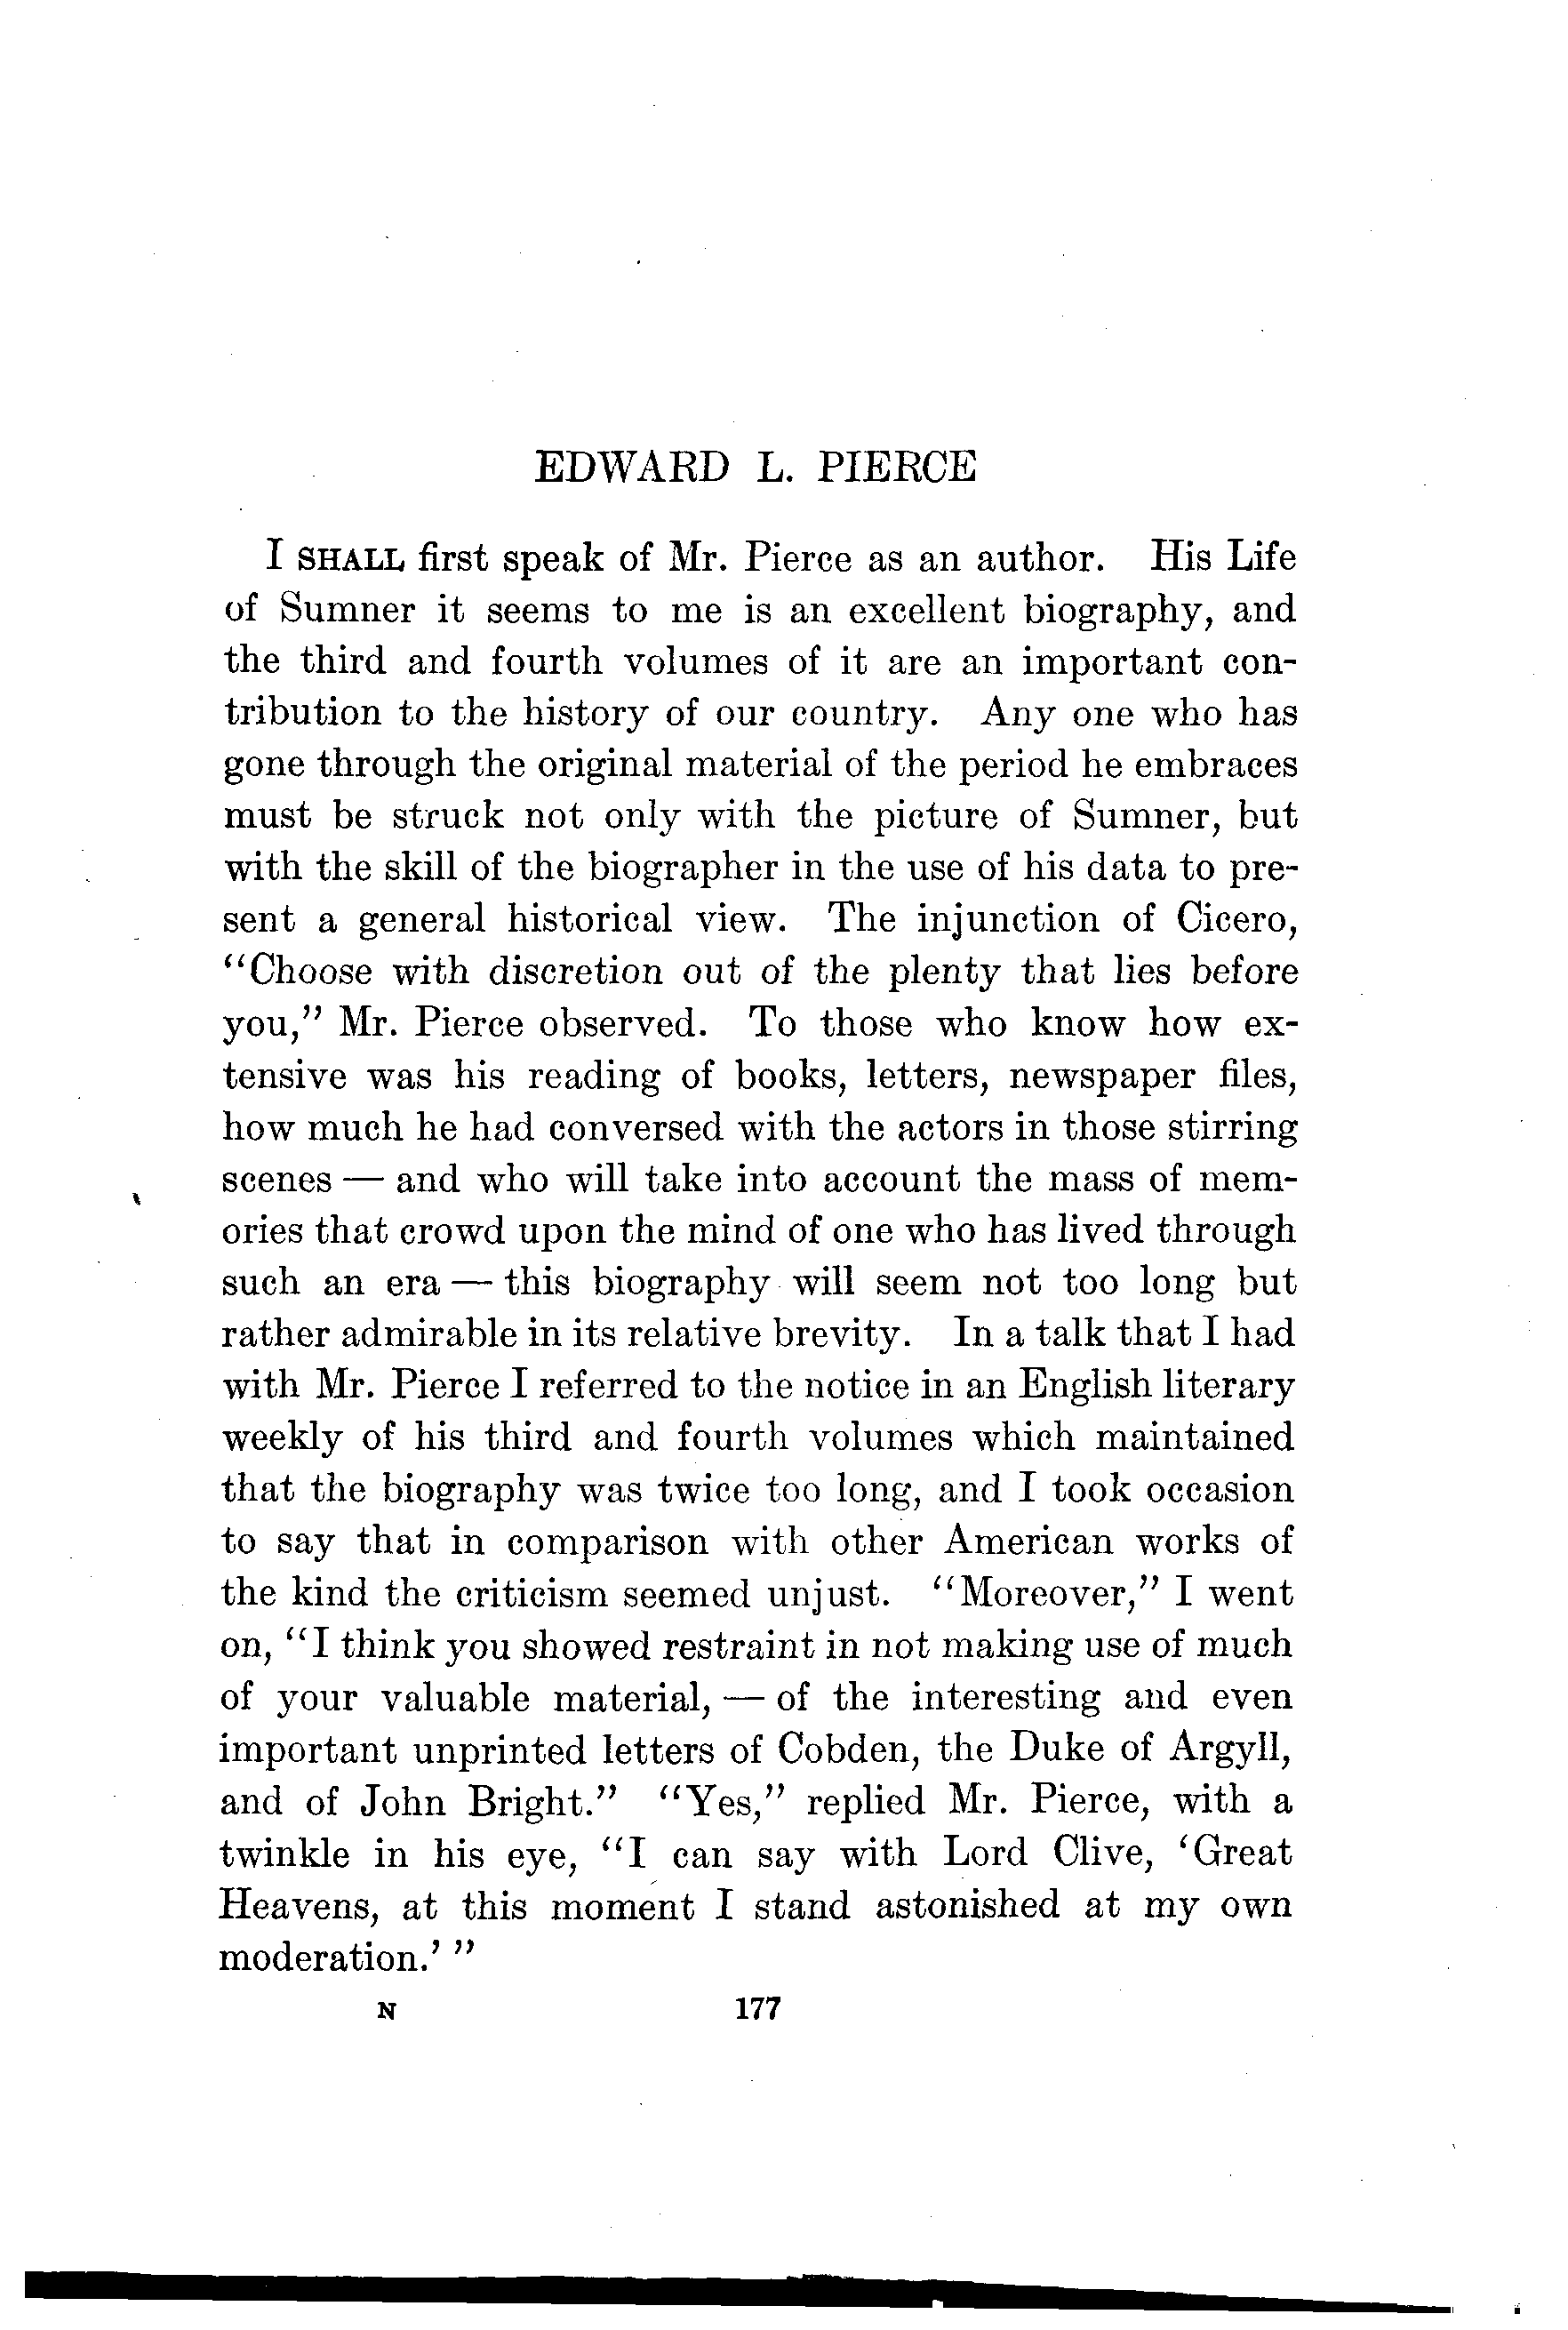 EDWARD L. PIERCE
I SHALL first speak of Mr. Pierce as an author. His Life
of Sumner it seems to me is an excellent biography, and
the third and fourth volumes of it are an important con-
tribution to the history of our country. Any one who has
gone through the original material of the period he embraces
must be struck not only with the picture of Sumner, but
with the skill of the biographer in the use of his data to pre-
sent a general historical view. The injunction of Cicero,
“Choose with discretion out of the plenty that lies before
you,” Mr. Pierce observed. To those who know how ex-
tensive was his reading of books, letters, newspaper files,
how much he had conversed with the actors in those stirring
scenes — and who will take into account the mass of mem-
ories that crowd upon the mind of one who has lived through
such an era — this biography will seem not too long but
rather admirable in its relative brevity. In a talk that I had
with Mr. Pierce I referred to the notice in an English literary
weekly of his third and fourth volumes which maintained
that the biography was twice too long, and I took occasion
to say that in comparison with other American works of
the kind the criticism seemed unjust. “Moreover,” I went
on, “I think you showed restraint in not making use of much
of your valuable material, — of the interesting and even
important unprinted letters of Cobden, the Duke of Argyll,
and of John Bright.” “Yes,” replied Mr. Pierce, with a
twinkle in his eye, “I can say with Lord Clive, ‘Great
Heavens, at this moment I stand astonished at my own
moderation.’ ”
N 177